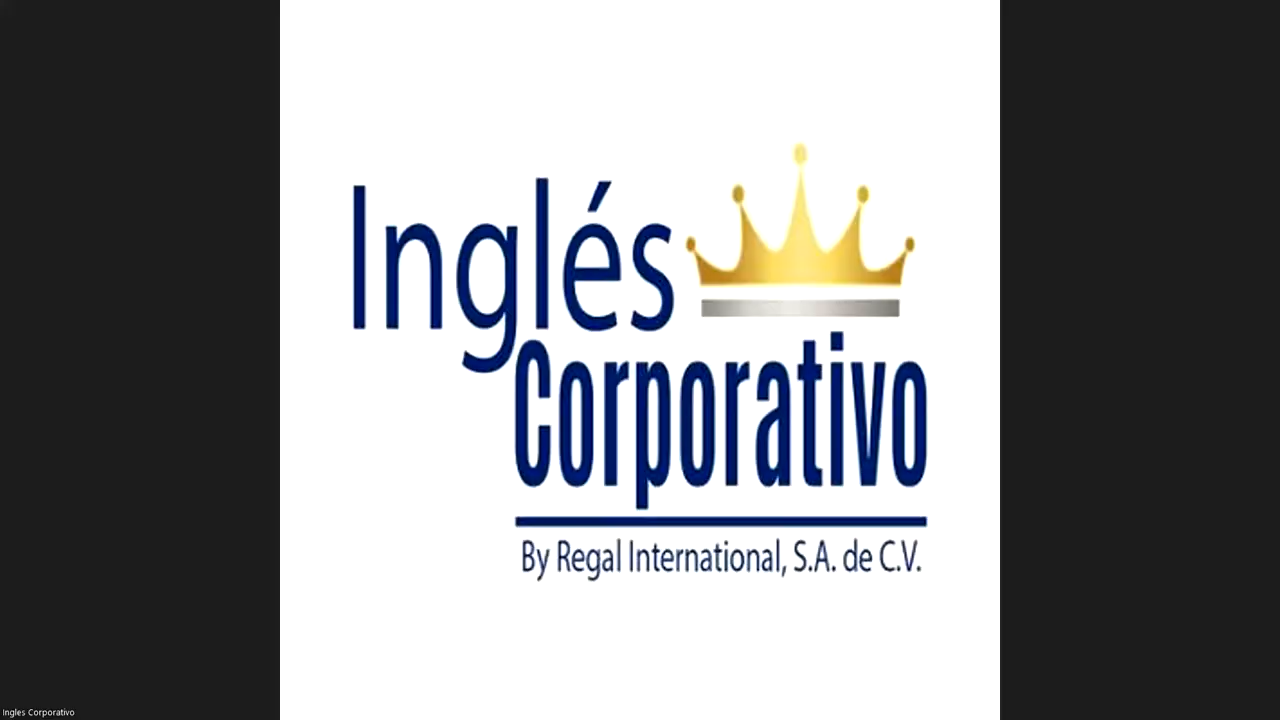 Inglés
Corporativo
By Regal International, S.A. de C.V.
Ingles Corporativo